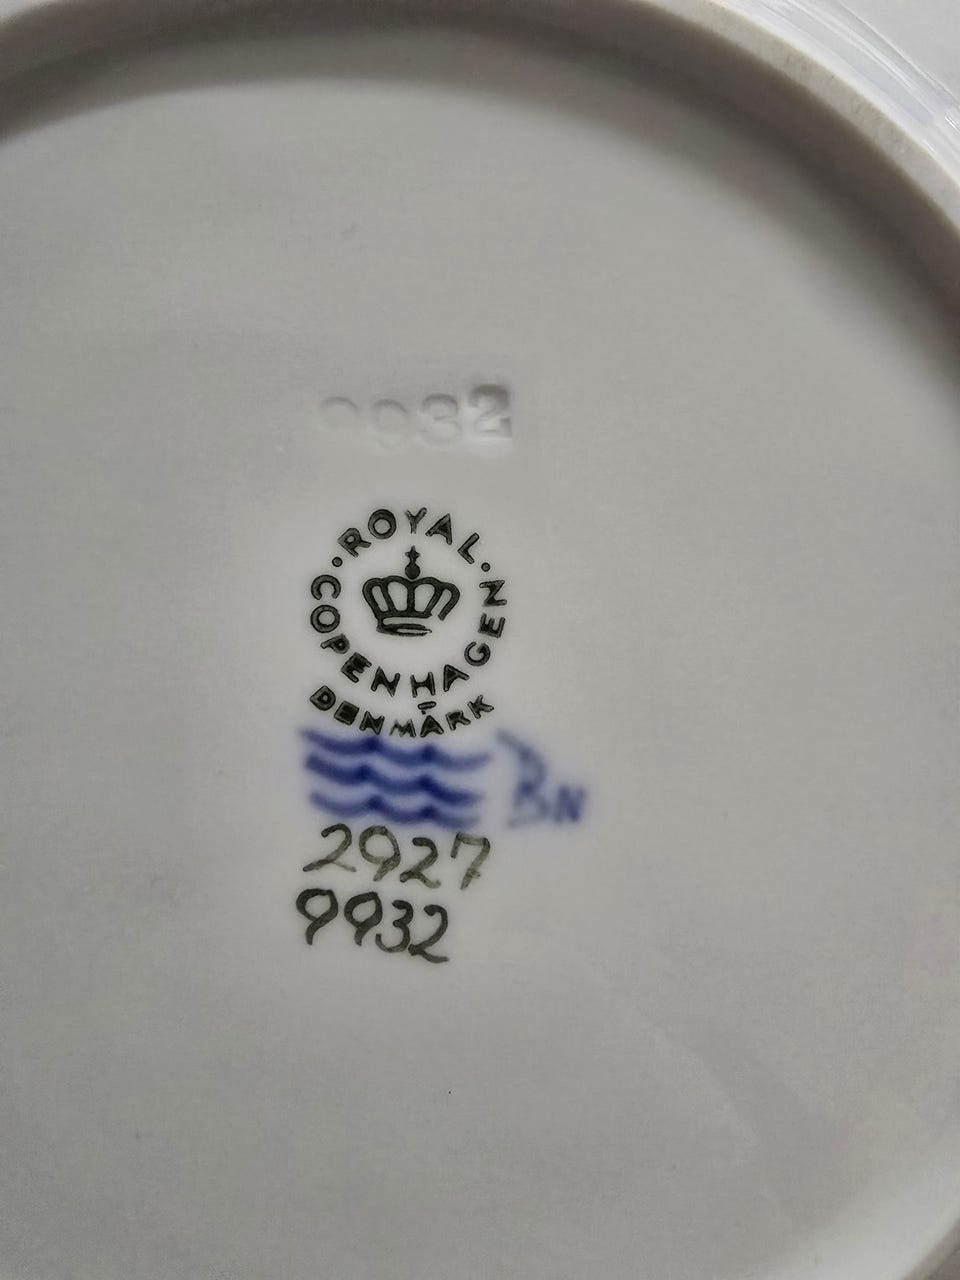 9932
ROYAL
COPENHAGEN
DENMARK
BN
2927
9932